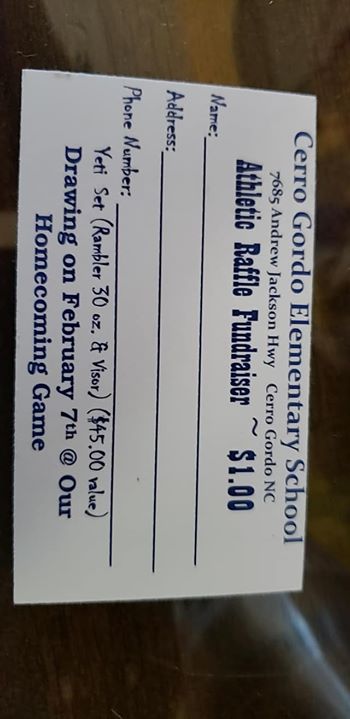 Cerro Gordo Elementary School
7685 Andrew Jackson Hwy Cerro Gordo NC
Athletic Raffle Fundraiser ~ $1.00
Name:
Address:
Phone Number:
Yeti Set (Rambler 30 oz. & Visor) ($45.00 value)
Drawing on February 7th @ Our
Homecoming Game